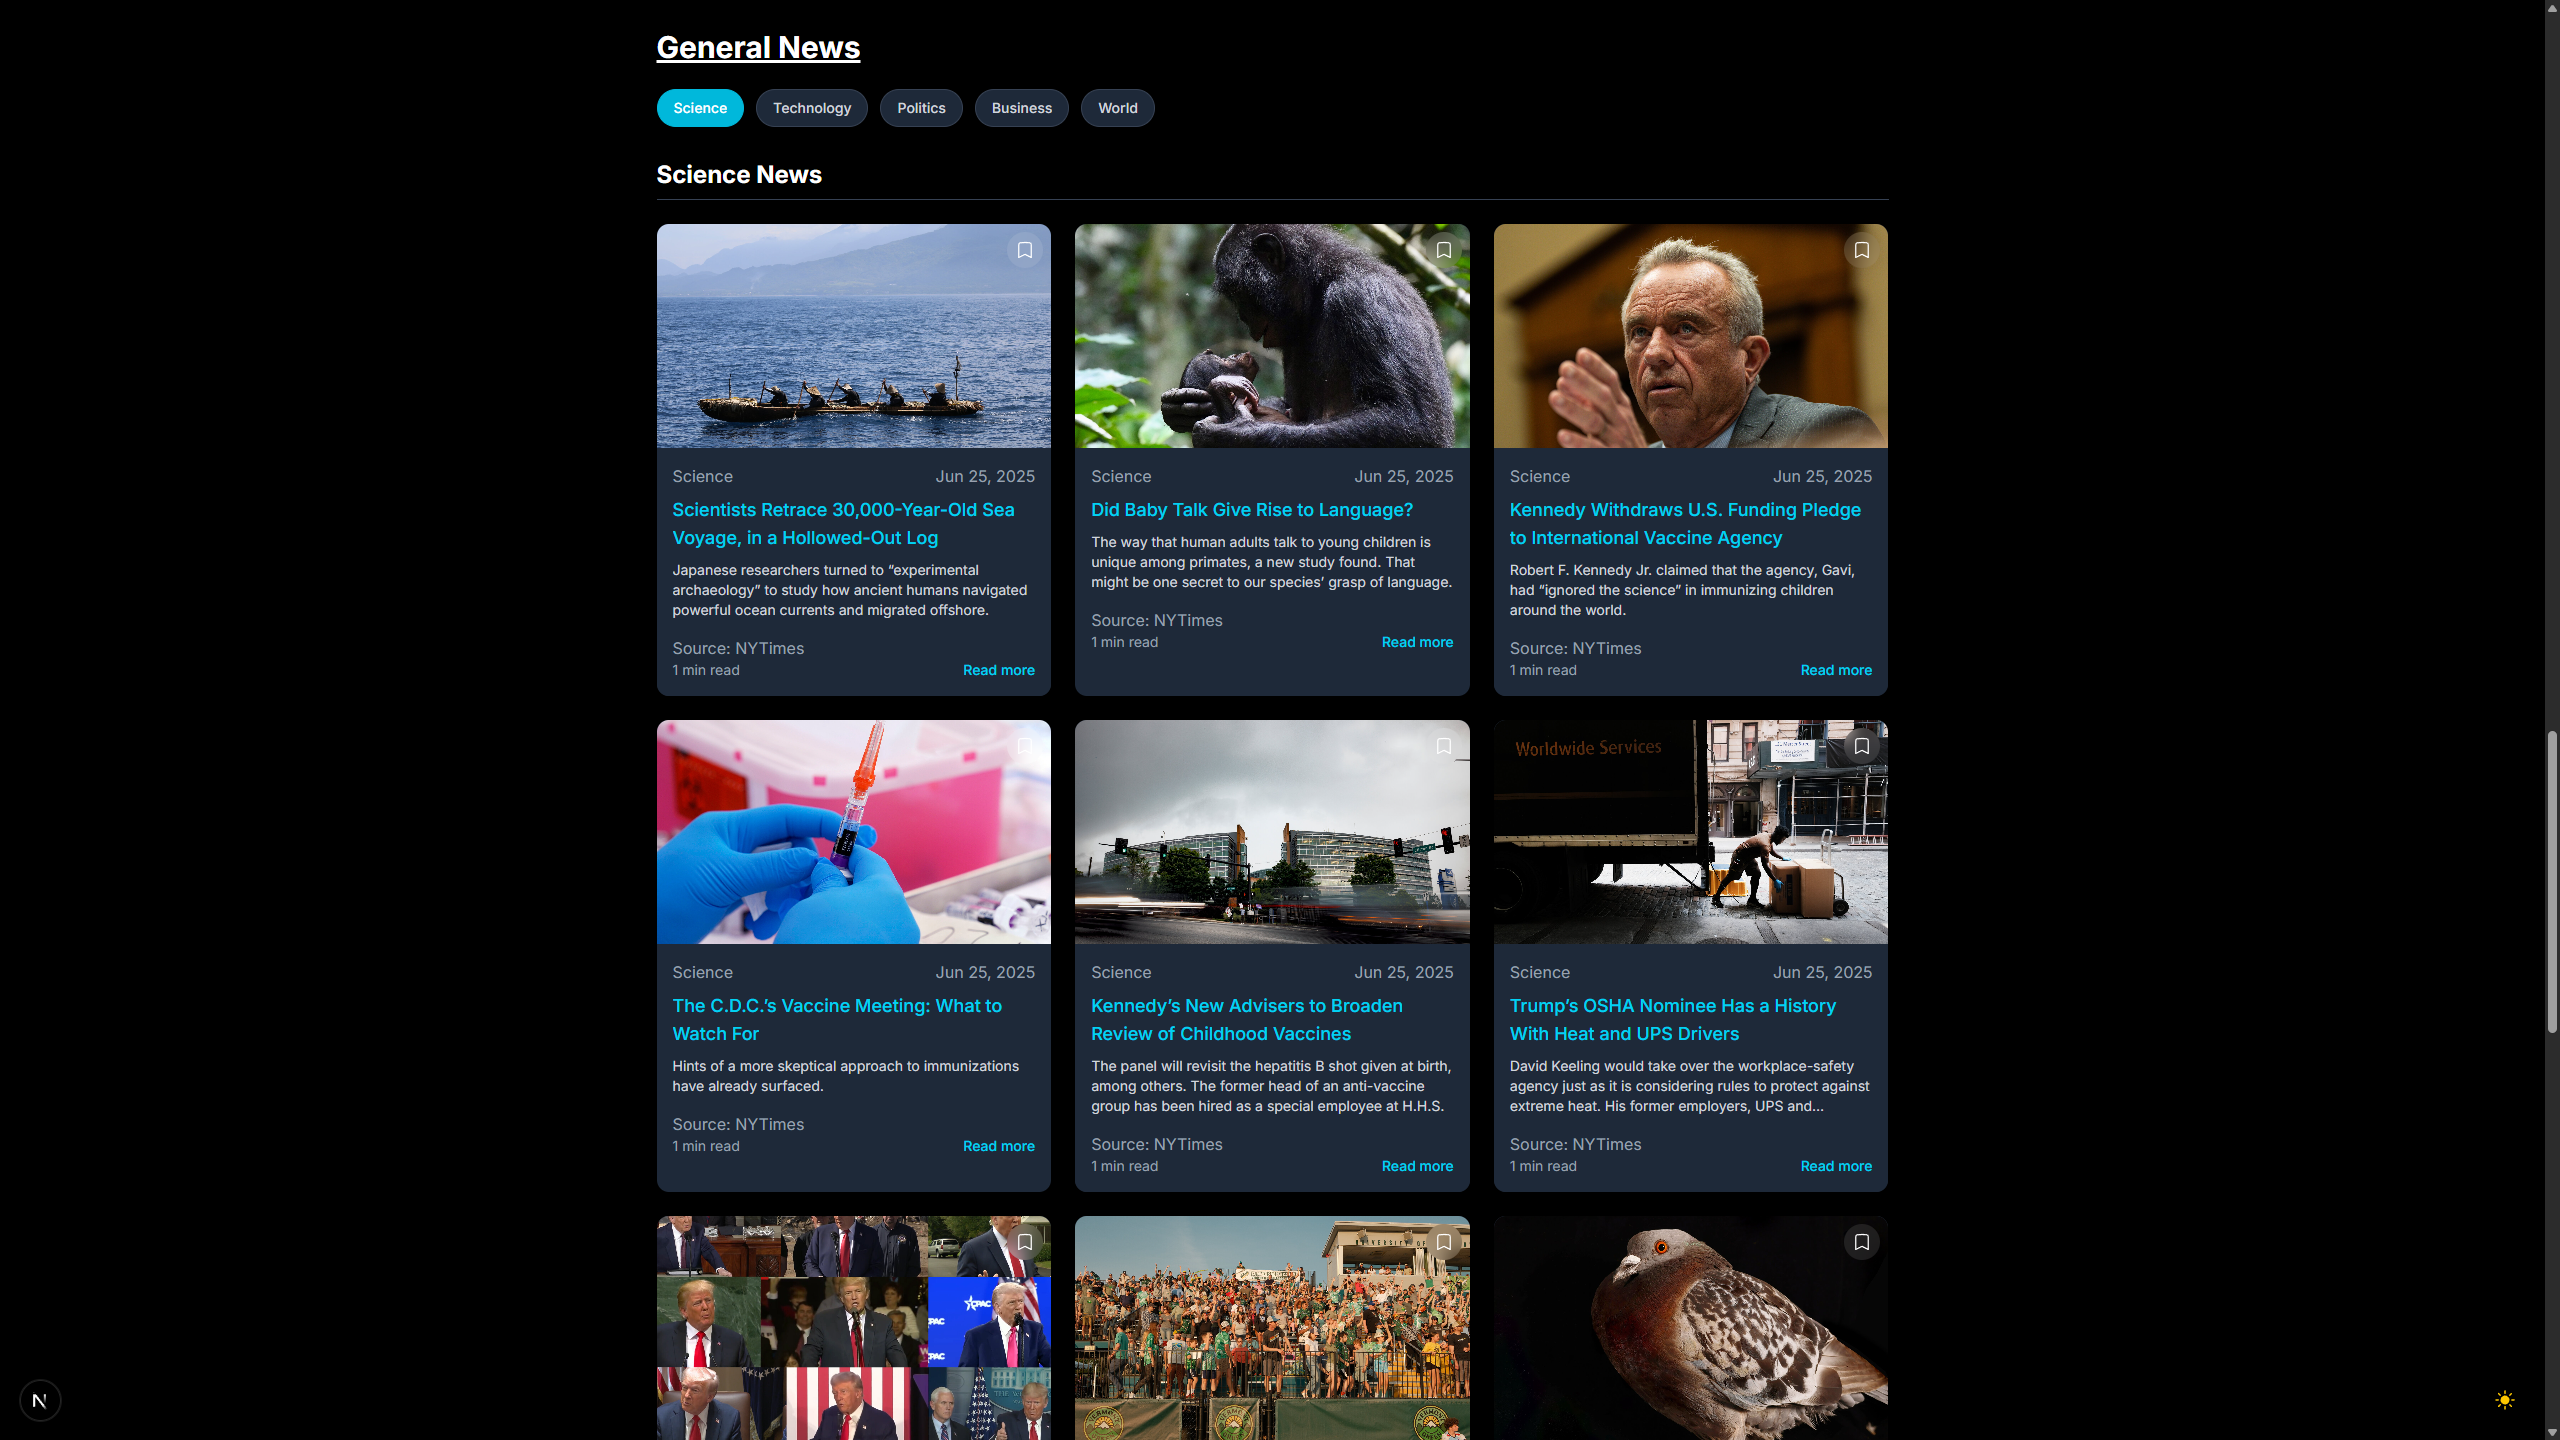 General News
Science
Technology
Politics
Business
World
Science News
Science
Jun 25, 2025
Scientists Retrace 30,000-Year-Old Sea
Voyage, in a Hollowed-Out Log
Japanese researchers turned to “experimental
archaeology” to study how ancient humans navigated
powerful ocean currents and migrated offshore.
Source: NYTimes
1 min read
Read more
Science
Jun 25, 2025
Did Baby Talk Give Rise to Language?
The way that human adults talk to young children is
unique among primates, a new study found. That
might be one secret to our species’ grasp of language.
Source: NYTimes
1 min read
Read more
Science
Jun 25, 2025
Kennedy Withdraws U.S. Funding Pledge
to International Vaccine Agency
Robert F. Kennedy Jr. claimed that the agency, Gavi,
had “ignored the science” in immunizing children
around the world.
Source: NYTimes
1 min read
Read more
Worldwide Services
Science
Jun 25, 2025
The C.D.C.’s Vaccine Meeting: What to
Watch For
Hints of a more skeptical approach to immunizations
have already surfaced.
Source: NYTimes
1 min read
Read more
Science
Jun 25, 2025
Kennedy’s New Advisers to Broaden
Review of Childhood Vaccines
The panel will revisit the hepatitis B shot given at birth,
among others. The former head of an anti-vaccine
group has been hired as a special employee at H.H.S.
Source: NYTimes
1 min read
Read more
Science
Jun 25, 2025
Trump’s OSHA Nominee Has a History
With Heat and UPS Drivers
David Keeling would take over the workplace-safety
agency just as it is considering rules to protect against
extreme heat. His former employers, UPS and...
Source: NYTimes
1 min read
Read more
CPAC
PAC
PAC
UNIVERSITY OF
VERMONT
N